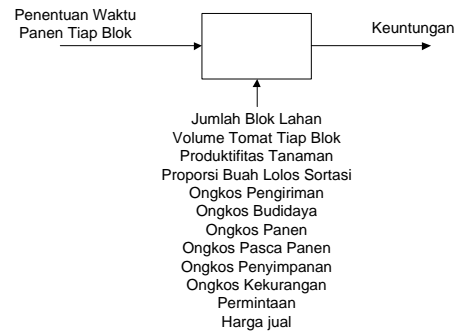 Penentuan Waktu
Panen Tiap Blok
Keuntungan
Jumlah Blok Lahan
Volume Tomat Tiap Blok
Produktifitas Tanaman
Proporsi Buah Lolos Sortasi
Ongkos Pengiriman
Ongkos Budidaya
Ongkos Panen
Ongkos Pasca Panen
Ongkos Penyimpanan
Ongkos Kekurangan
Permintaan
Harga jual